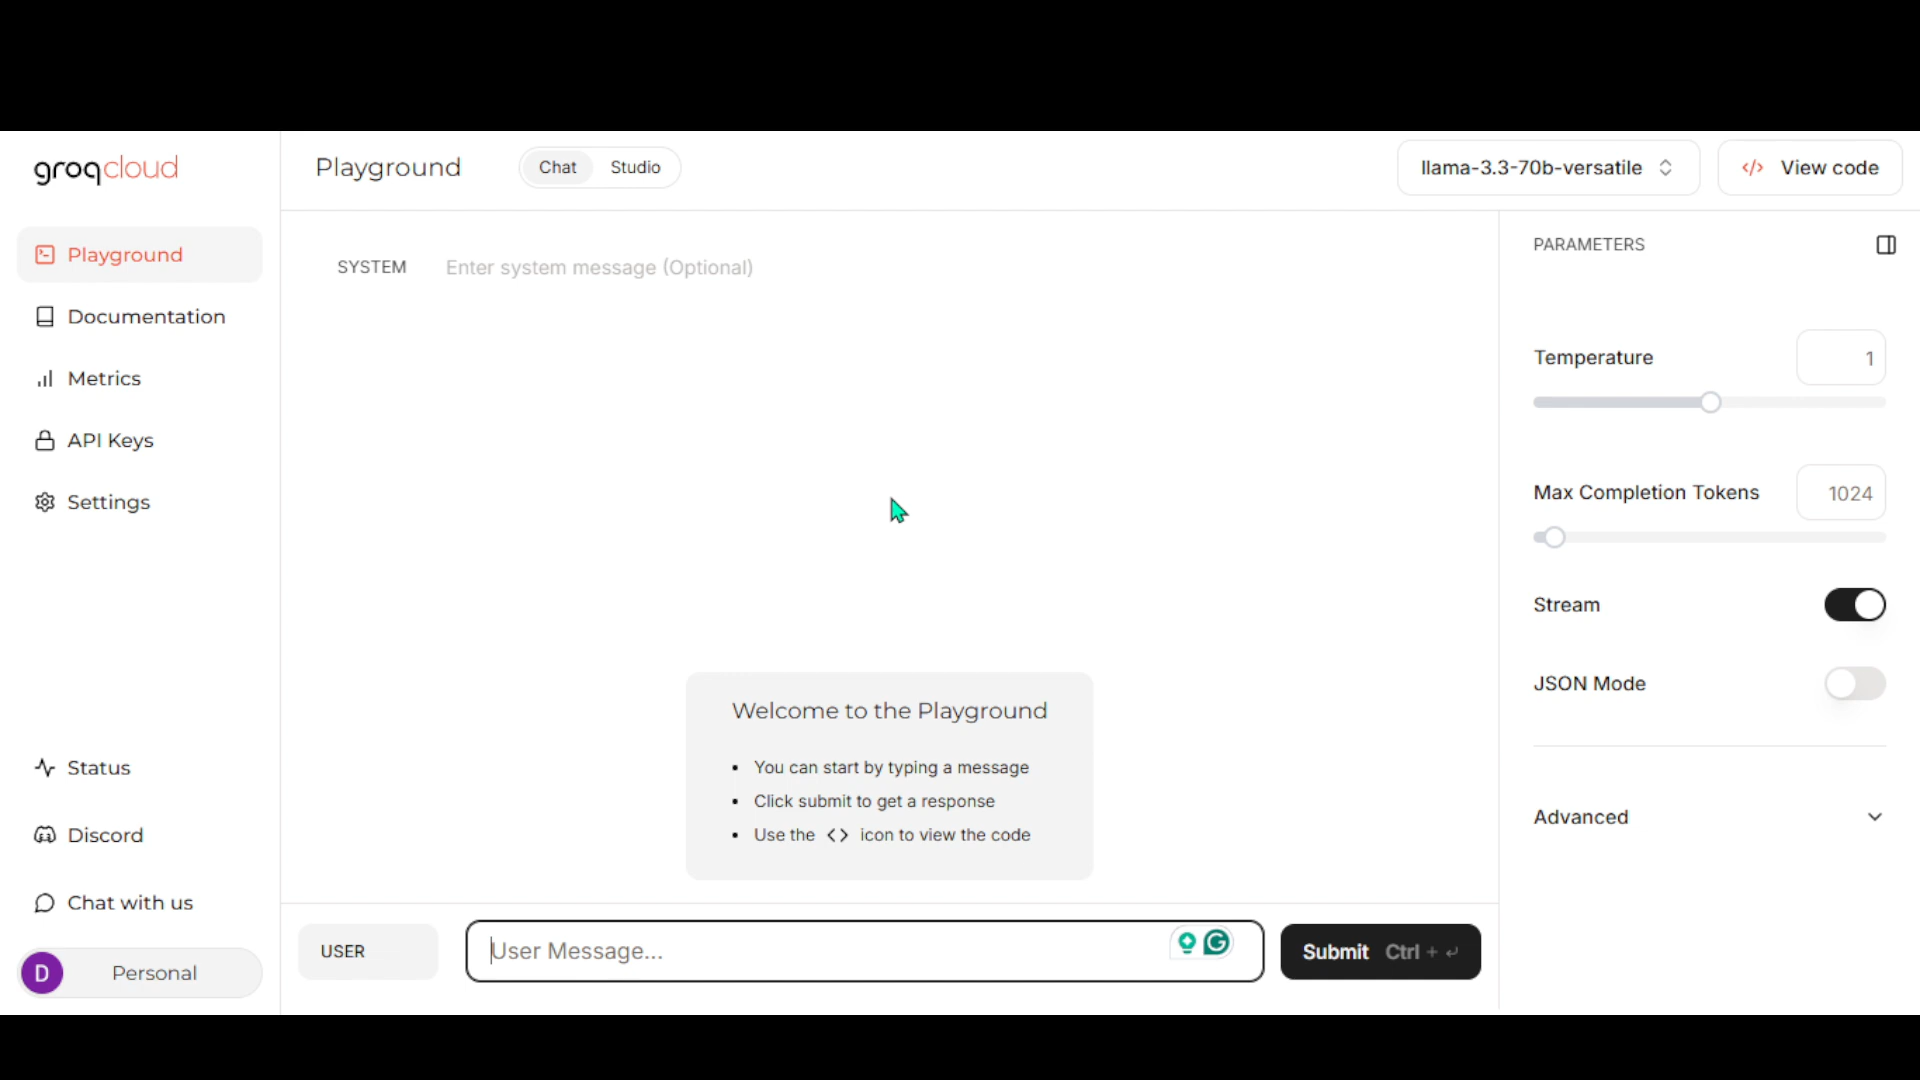 groqcloud
Playground
Chat
Studio
llama-3.3-70b-versatile
</> View code
Playground
Documentation
Metrics
API Keys
Settings
Status
Discord
Chat with us
D Personal
SYSTEM Enter system message (Optional)
Welcome to the Playground
• You can start by typing a message
• Click submit to get a response
• Use the <> icon to view the code
USER
User Message...
G
Submit Ctrl + ↵
PARAMETERS
Temperature 1
Max Completion Tokens 1024
Stream
JSON Mode
Advanced